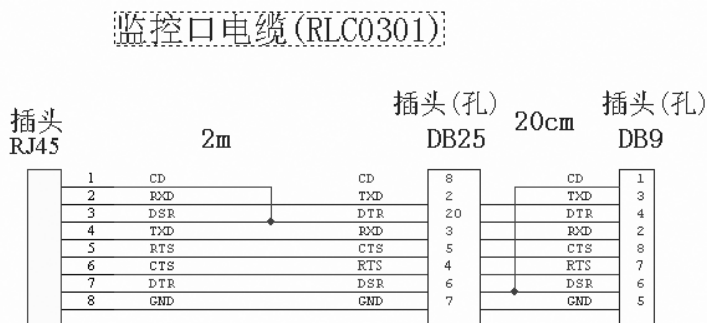 监控口电缆(RLC0301)
插头(孔) 20cm 插头(孔)
插头 2m DB25 DB9
RJ45
1 CD CD 8 CD 1
2 RXD TXD 2 TXD 3
3 DSR DTR 20 DTR 4
4 TXD RXD 3 RXD 2
5 RTS CTS 5 CTS 8
6 CTS RTS 4 RTS 7
7 DTR DSR 6 DSR 6
8 GND GND 7 GND 5